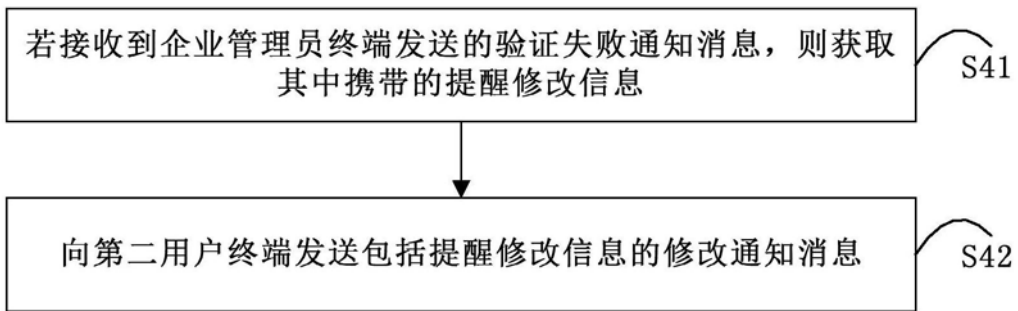 若接收到企业管理员终端发送的验证失败通知消息，则获取
其中携带的提醒修改信息
S41
向第二用户终端发送包括提醒修改信息的修改通知消息
S42